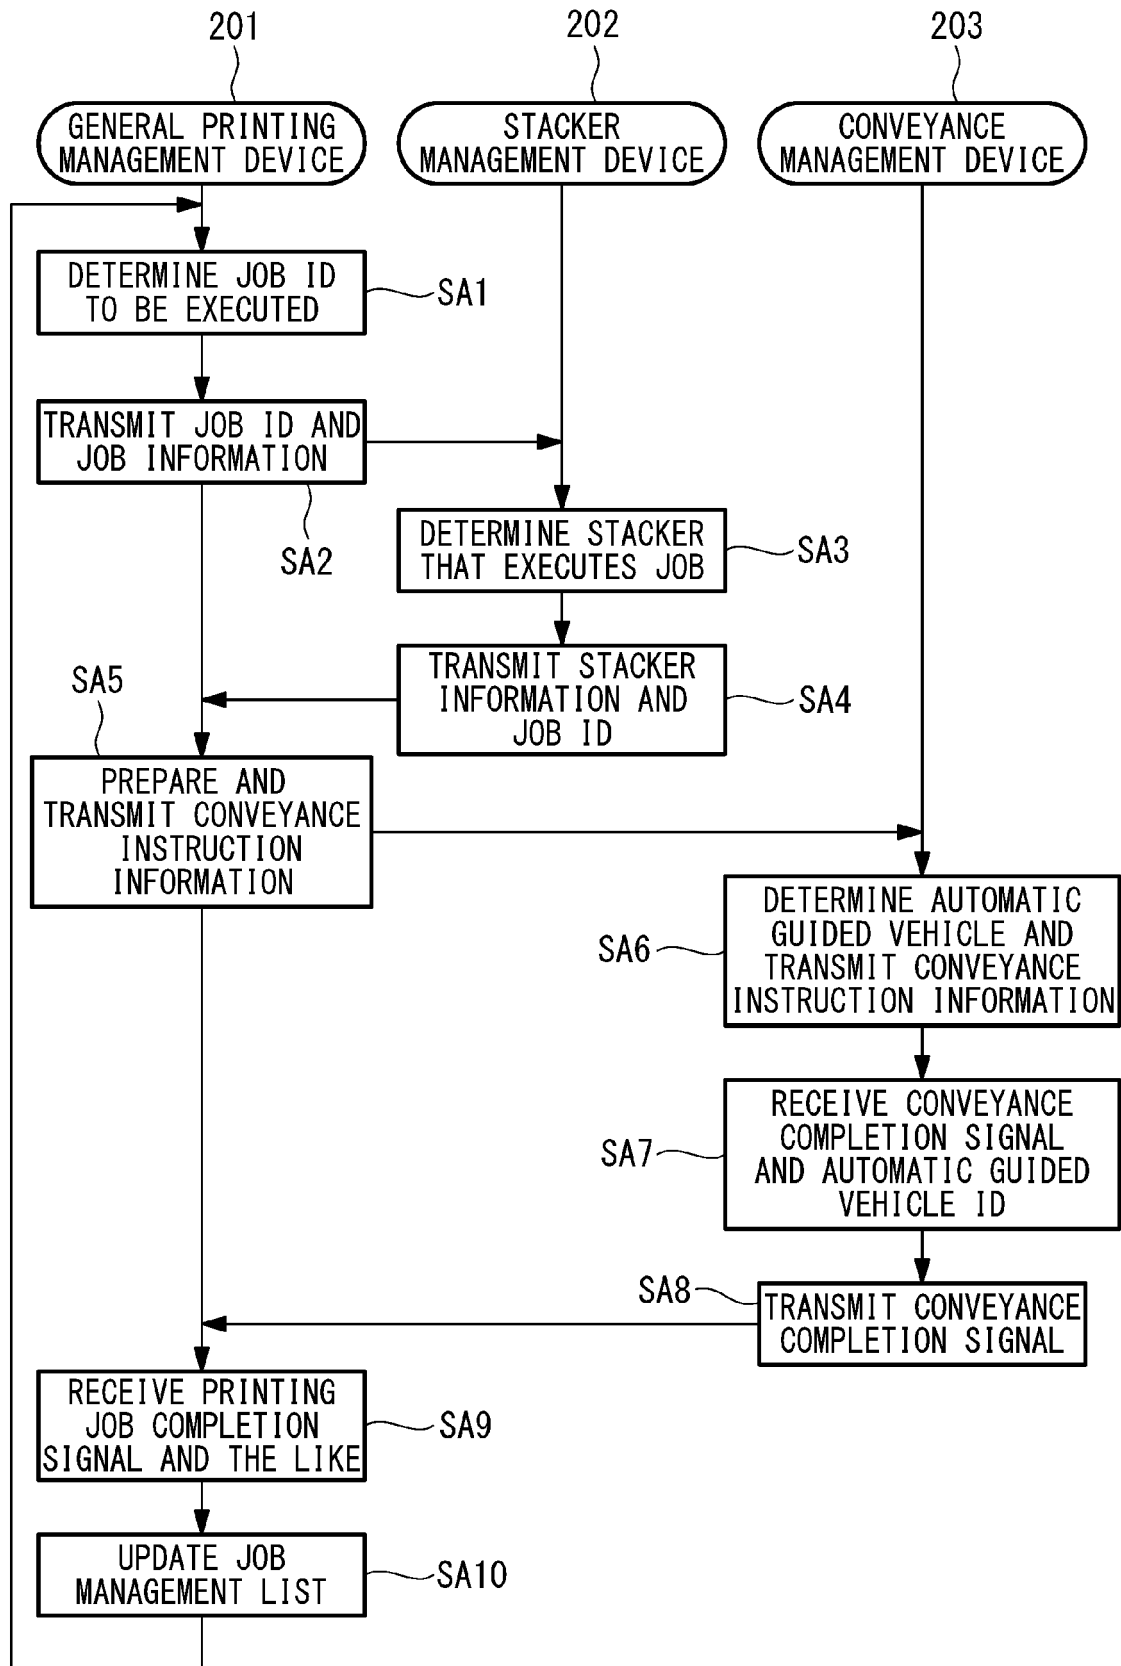 201
202
203
GENERAL PRINTING
MANAGEMENT DEVICE
STACKER
MANAGEMENT DEVICE
CONVEYANCE
MANAGEMENT DEVICE
DETERMINE JOB ID
TO BE EXECUTED
SA1
TRANSMIT JOB ID AND
JOB INFORMATION
SA2
DETERMINE STACKER
THAT EXECUTES JOB
SA3
TRANSMIT STACKER
INFORMATION AND
JOB ID
SA4
SA5
PREPARE AND
TRANSMIT CONVEYANCE
INSTRUCTION
INFORMATION
DETERMINE AUTOMATIC
GUIDED VEHICLE AND
TRANSMIT CONVEYANCE
INSTRUCTION INFORMATION
SA6
RECEIVE CONVEYANCE
COMPLETION SIGNAL
AND AUTOMATIC GUIDED
VEHICLE ID
SA7
SA8
TRANSMIT CONVEYANCE
COMPLETION SIGNAL
RECEIVE PRINTING
JOB COMPLETION
SIGNAL AND THE LIKE
SA9
UPDATE JOB
MANAGEMENT LIST
SA10